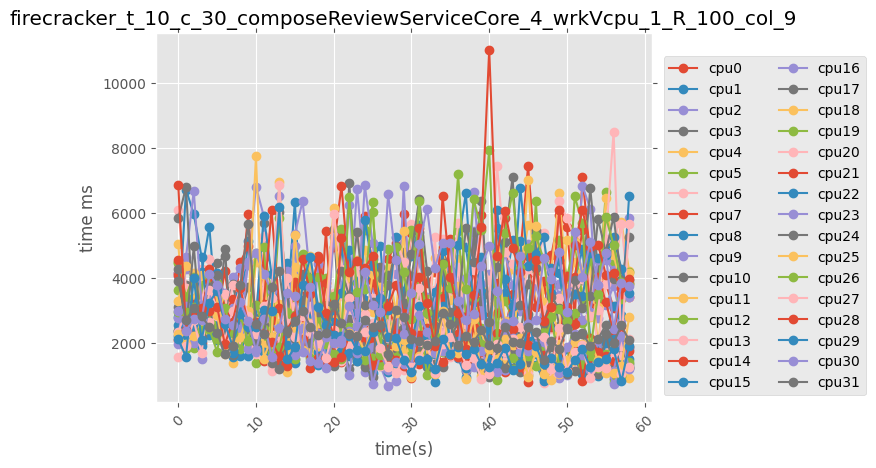 firecracker_t_10_c_30_composeReviewServiceCore_4_wrkVcpu_1_R_100_col_9
time ms
10000
8000
6000
4000
2000
0
10
20
30
40
50
60
time(s)
cpu0
cpu1
cpu2
cpu3
cpu4
cpu5
cpu6
cpu7
cpu8
cpu9
cpu10
cpu11
cpu12
cpu13
cpu14
cpu15
cpu16
cpu17
cpu18
cpu19
cpu20
cpu21
cpu22
cpu23
cpu24
cpu25
cpu26
cpu27
cpu28
cpu29
cpu30
cpu31